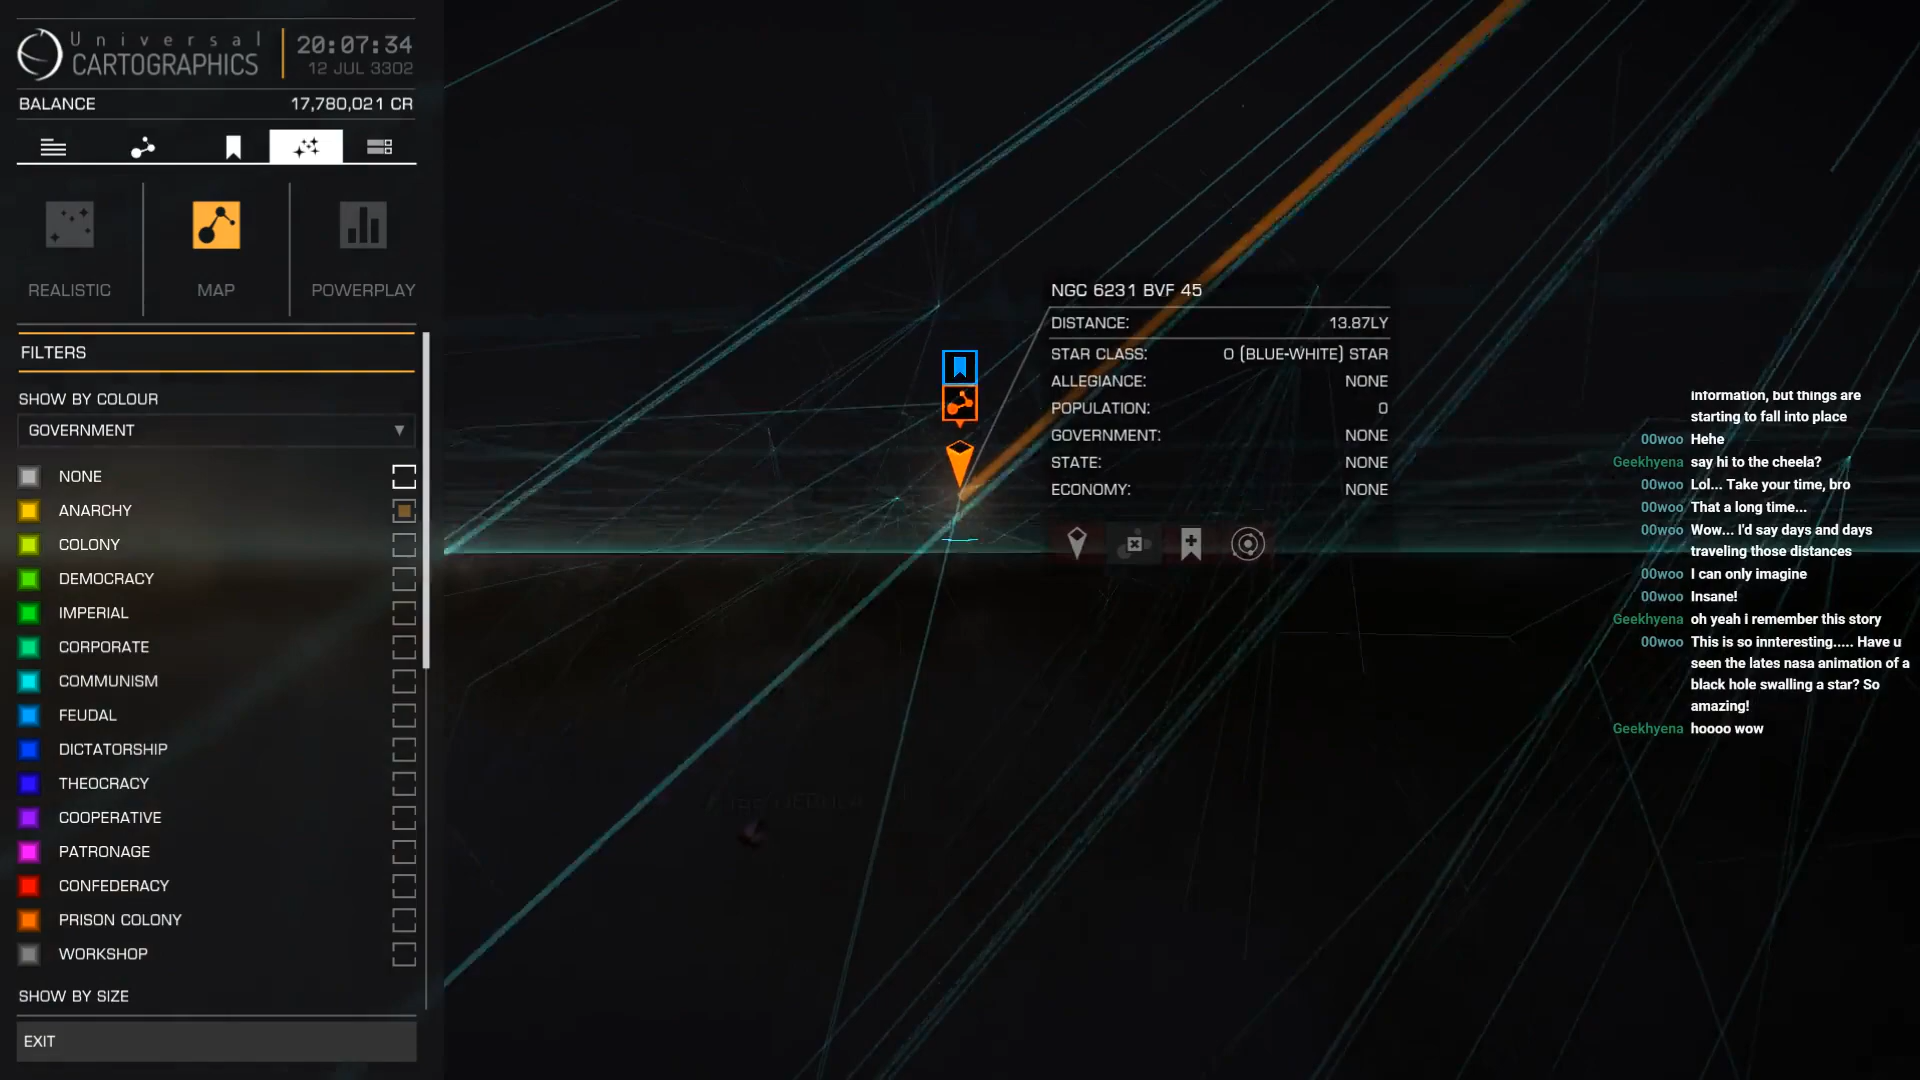 Universal
CARTOGRAPHICS
20:07:34
12 JUL 3302
BALANCE 17,780,021 CR
REALISTIC MAP POWERPLAY
FILTERS
SHOW BY COLOUR
GOVERNMENT
NONE
ANARCHY
COLONY
DEMOCRACY
IMPERIAL
CORPORATE
COMMUNISM
FEUDAL
DICTATORSHIP
THEOCRACY
COOPERATIVE
PATRONAGE
CONFEDERACY
PRISON COLONY
WORKSHOP
SHOW BY SIZE
EXIT
NGC 6231 BVF 45
DISTANCE: 13.87LY
STAR CLASS: O (BLUE-WHITE) STAR
ALLEGIANCE: NONE
POPULATION: 0
GOVERNMENT: NONE
STATE: NONE
ECONOMY: NONE
information, but things are
starting to fall into place
00woo Hehe
Geekhyena say hi to the cheela?
00woo Lol... Take your time, bro
00woo That a long time...
00woo Wow... I'd say days and days
traveling those distances
00woo I can only imagine
00woo Insane!
Geekhyena oh yeah i remember this story
00woo This is so innteresting..... Have u
seen the lates nasa animation of a
black hole swalling a star? So
amazing!
Geekhyena hoooo wow